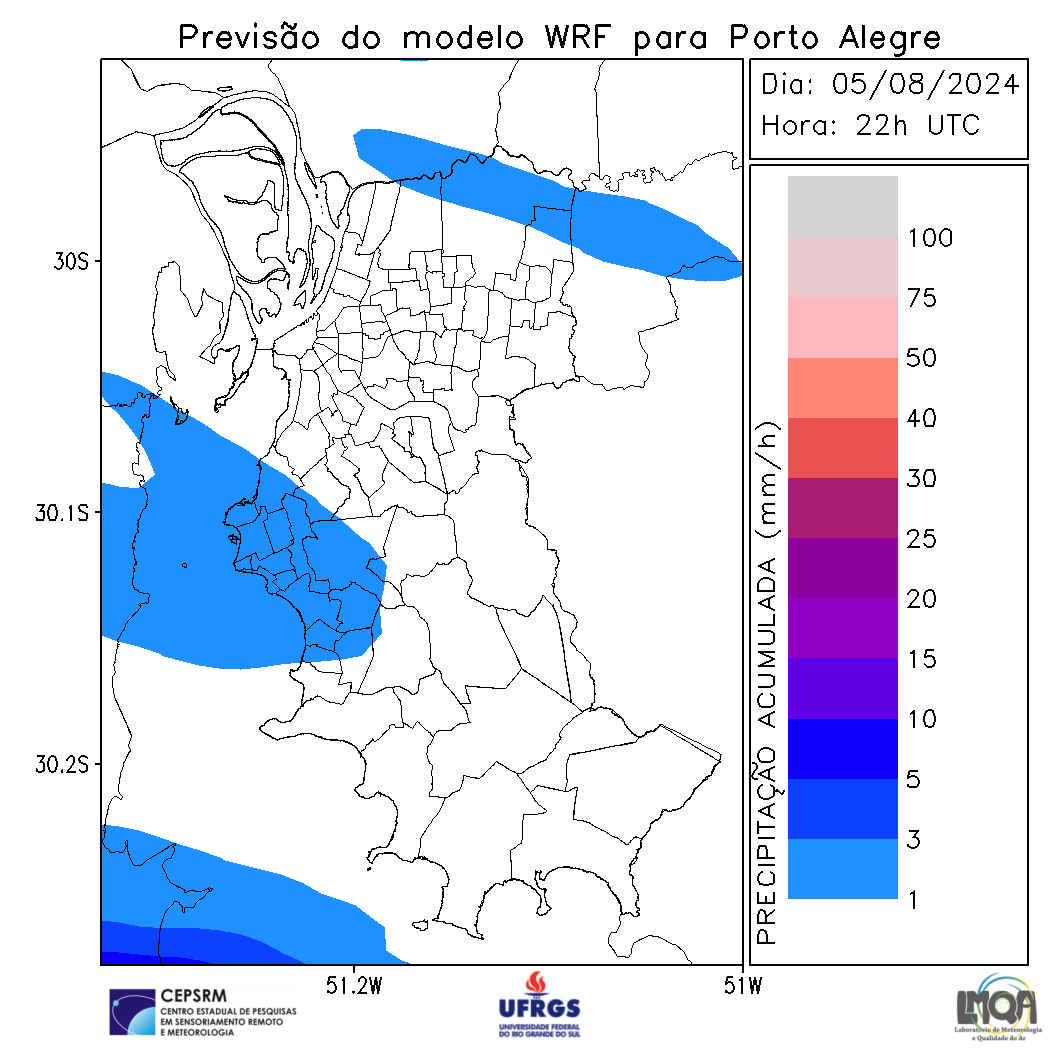 Previsão do modelo WRF para Porto Alegre
Dia: 05/08/2024
Hora: 22h UTC
30S
30.1S
30.2S
51.2W
51W
PRECIPITAÇÃO ACUMULADA (mm/h)
100
75
50
40
30
25
20
15
10
5
3
1
CEPSRM
CENTRO ESTADUAL DE PESQUISAS
EM SENSORIAMENTO REMOTO
E METEOROLOGIA
UFRGS
UNIVERSIDADE FEDERAL
DO RIO GRANDE DO SUL
LMQA
Laboratório de Meteorologia
e Qualidade do Ar